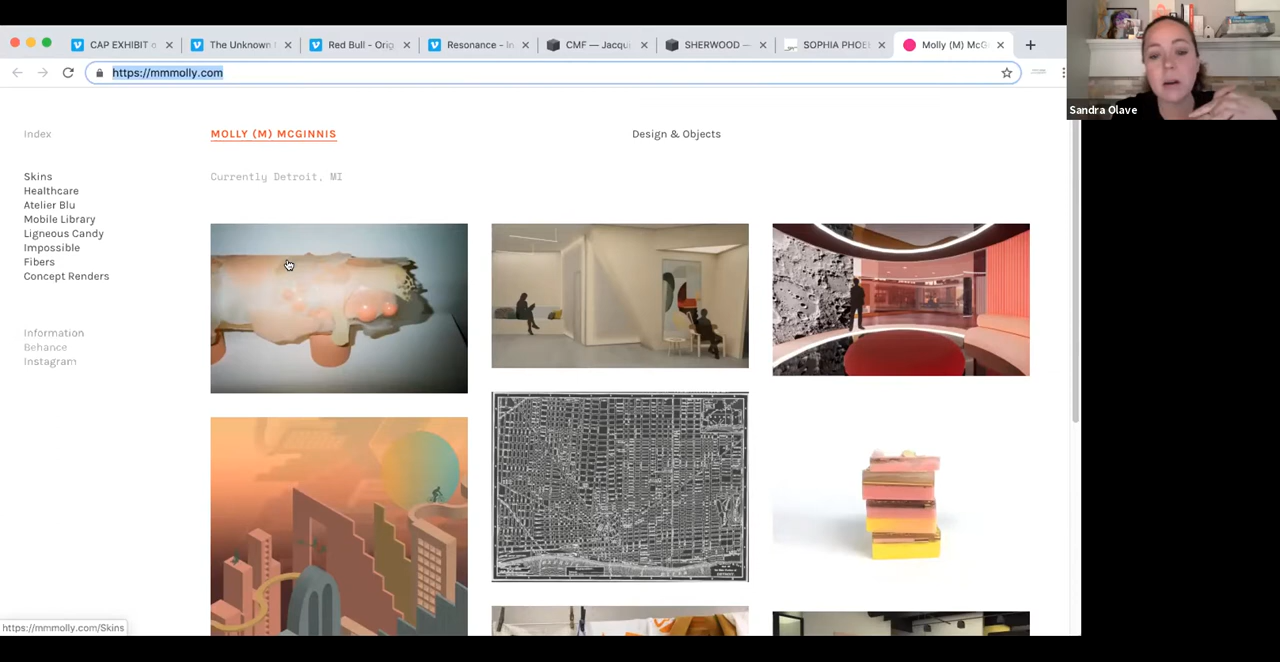 CAP EXHIBIT
The Unknown
Red Bull - Orig
Resonance - In
CMF — Jacqu
SHERWOOD —
SOPHIA PHOE
Molly (M) McG
https://mmmolly.com
Sandra Olave
Index
MOLLY (M) MCGINNIS
Design & Objects
Currently Detroit, MI
Skins
Healthcare
Atelier Blu
Mobile Library
Ligneous Candy
Impossible
Fibers
Concept Renders
Information
Behance
Instagram
https://mmmolly.com/Skins